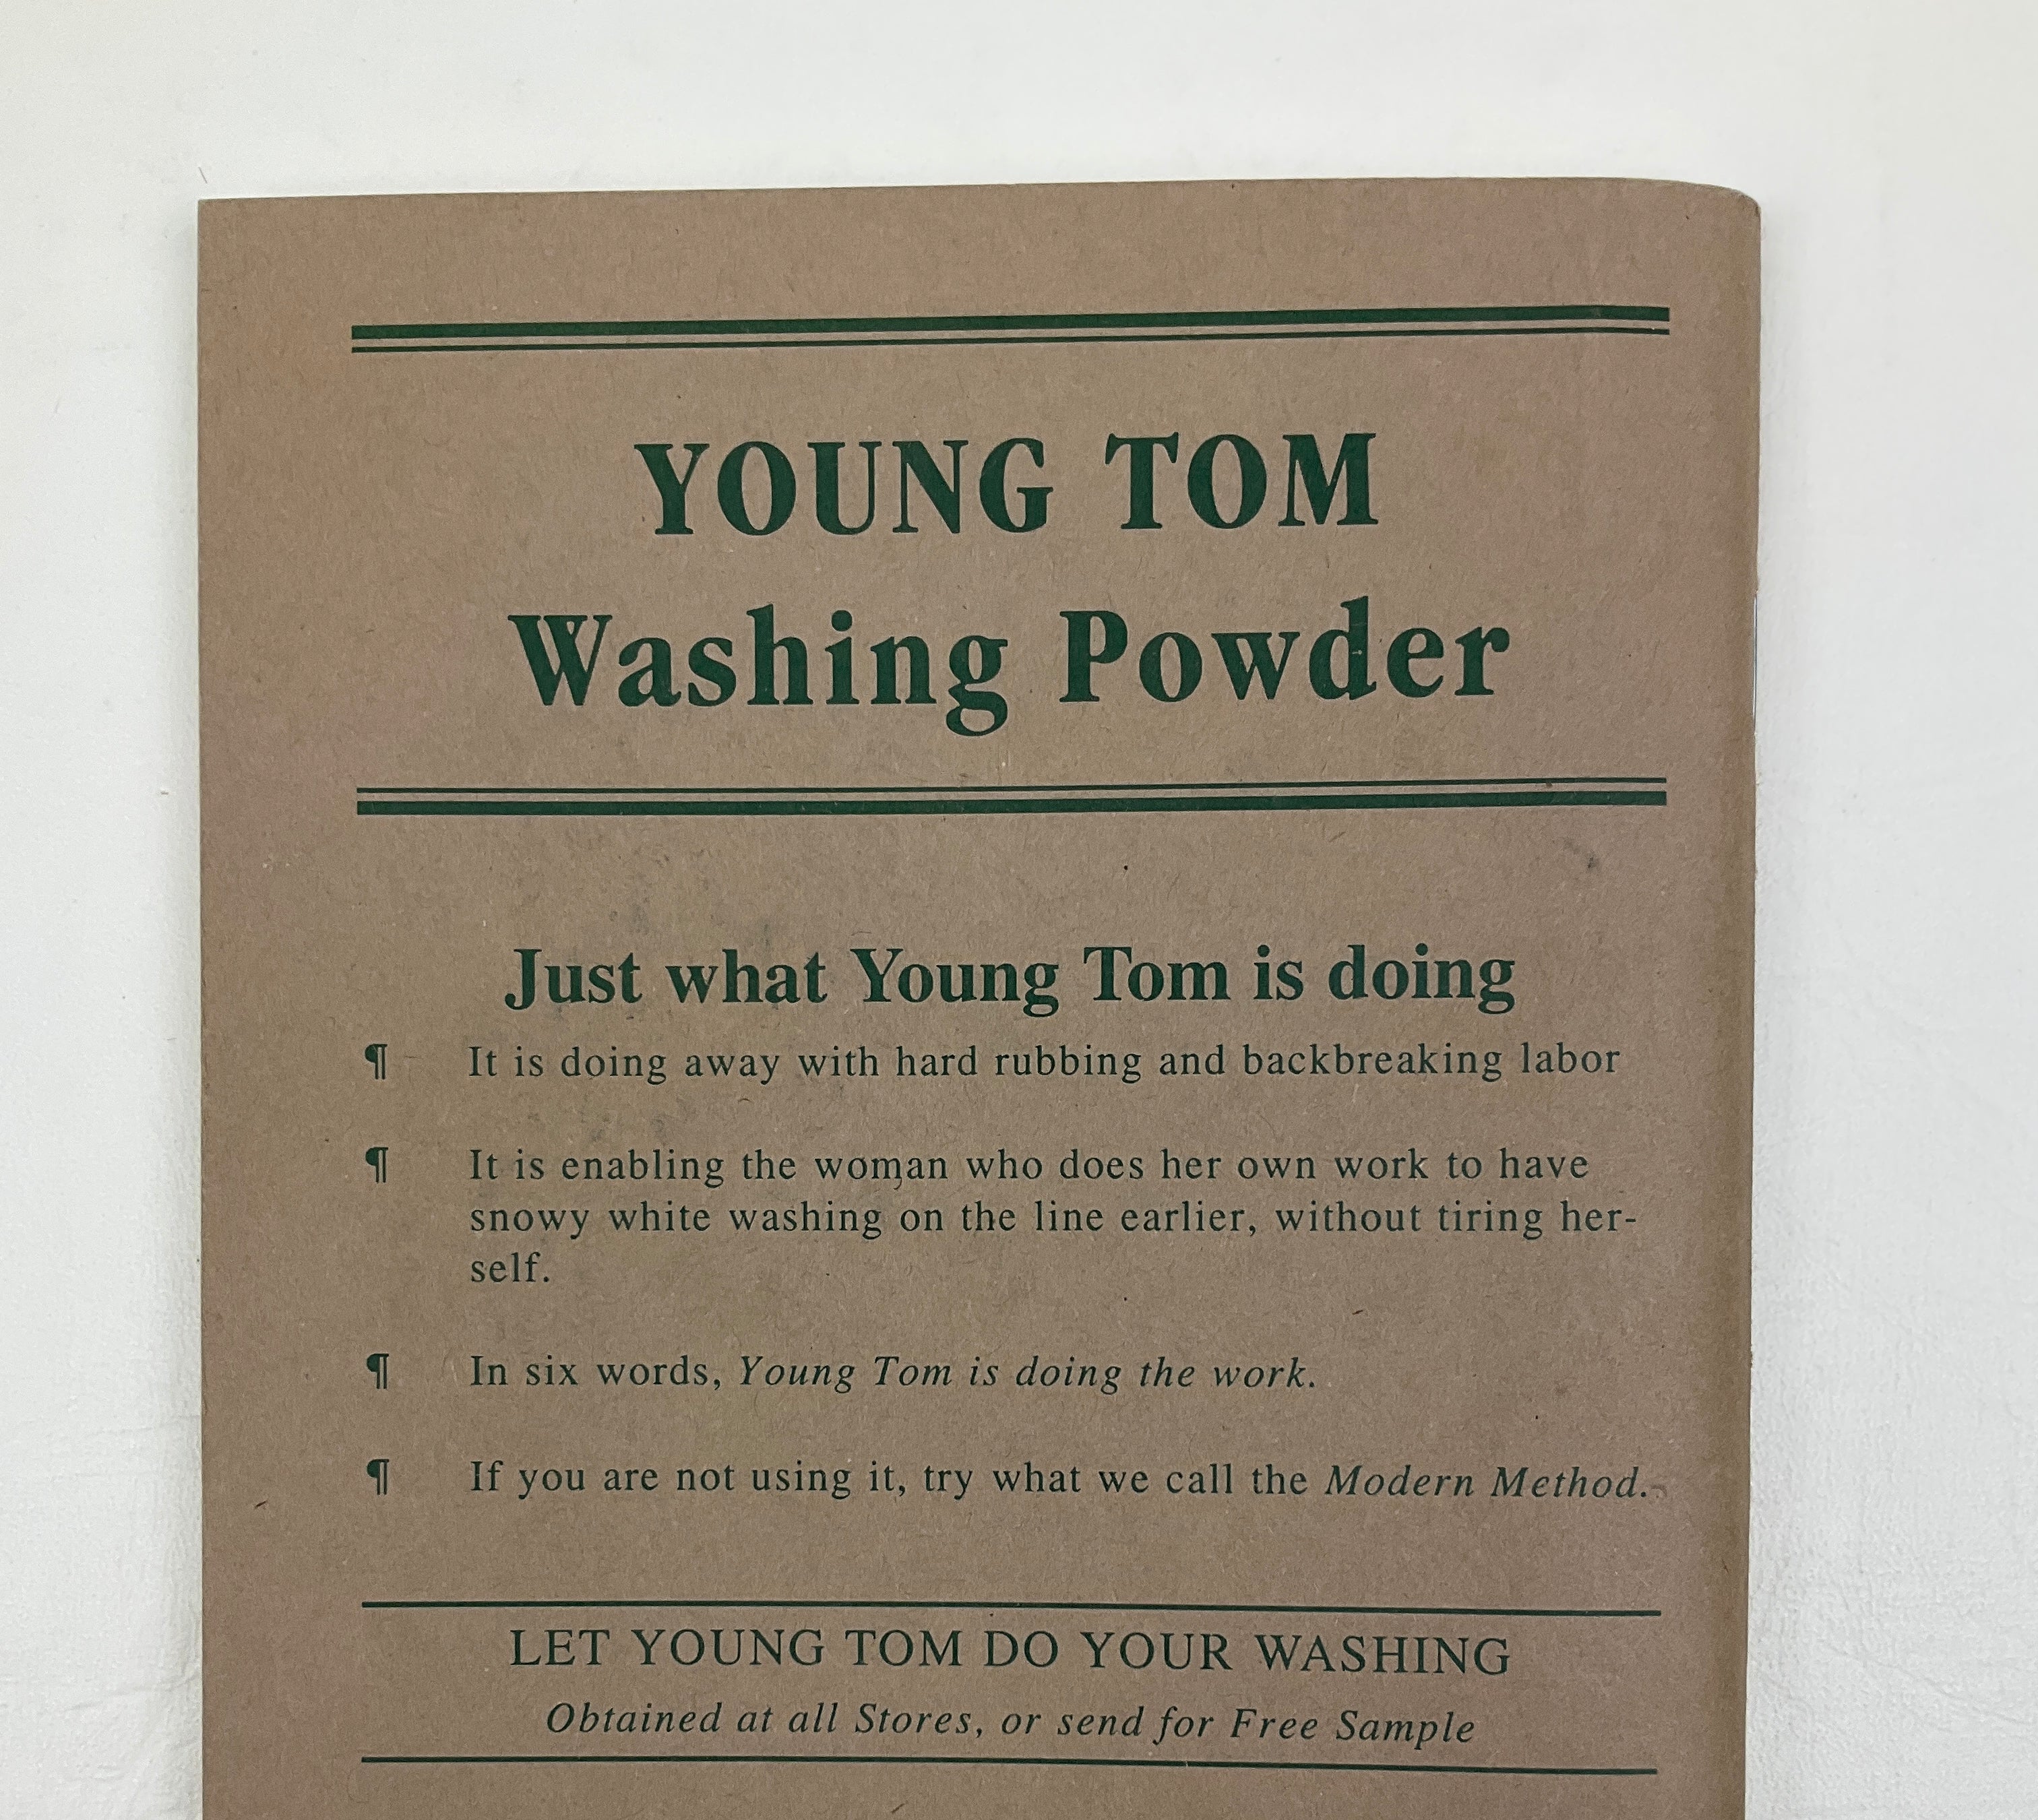 YOUNG TOM
Washing Powder
Just what Young Tom is doing
¶ It is doing away with hard rubbing and backbreaking labor
¶ It is enabling the woman who does her own work to have
snowy white washing on the line earlier, without tiring her-
self.
¶ In six words, Young Tom is doing the work.
¶ If you are not using it, try what we call the Modern Method.
LET YOUNG TOM DO YOUR WASHING
Obtained at all Stores, or send for Free Sample